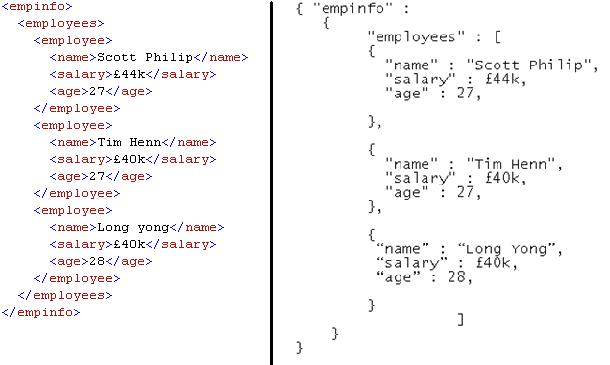 <empinfo>
<employees>
<employee>
<name>Scott Philip</name>
<salary>£44k</salary>
<age>27</age>
</employee>
<employee>
<name>Tim Henn</name>
<salary>£40k</salary>
<age>27</age>
</employee>
<employee>
<name>Long yong</name>
<salary>£40k</salary>
<age>28</age>
</employee>
</employees>
</empinfo>
{ "empinfo" :
{
"employees" : [
{
"name" : "Scott Philip",
"salary" : £44k,
"age" : 27,
},
{
"name" : "Tim Henn",
"salary" : £40k,
"age" : 27,
},
{
“name” : “Long Yong”,
“salary” : £40k,
“age” : 28,
}
]
}
}